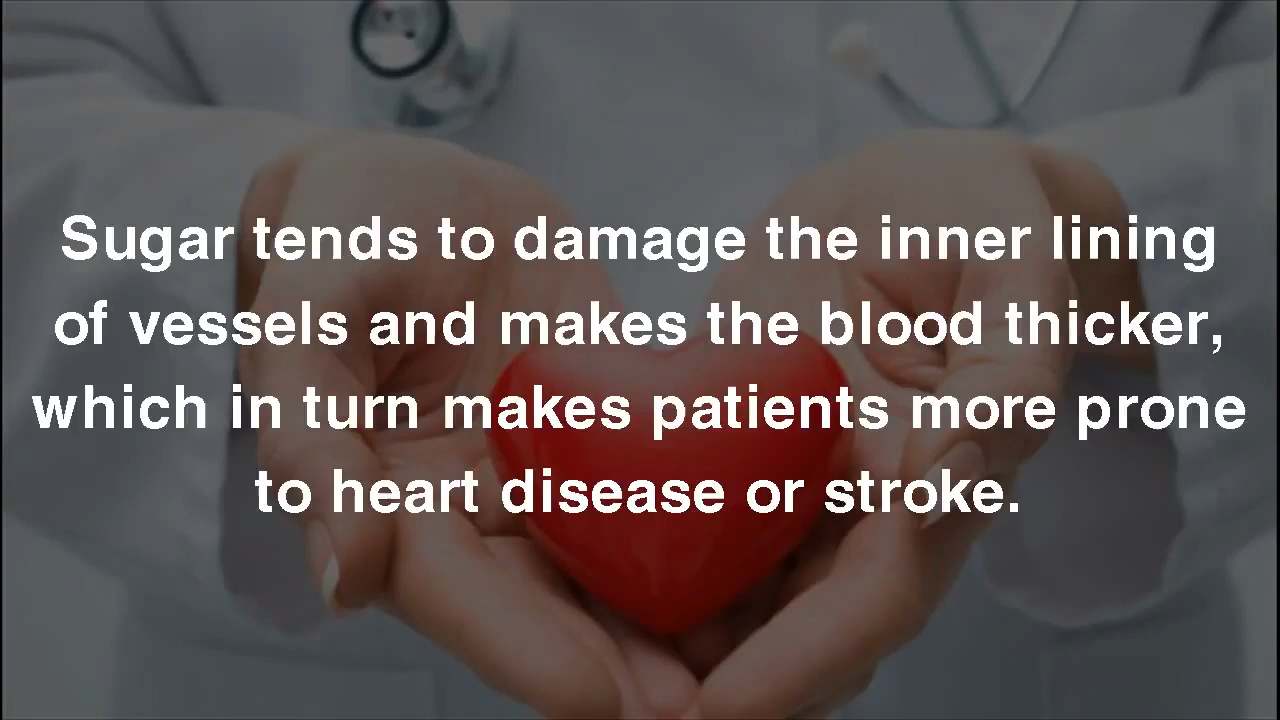 Sugar tends to damage the inner lining
of vessels and makes the blood thicker,
which in turn makes patients more prone
to heart disease or stroke.